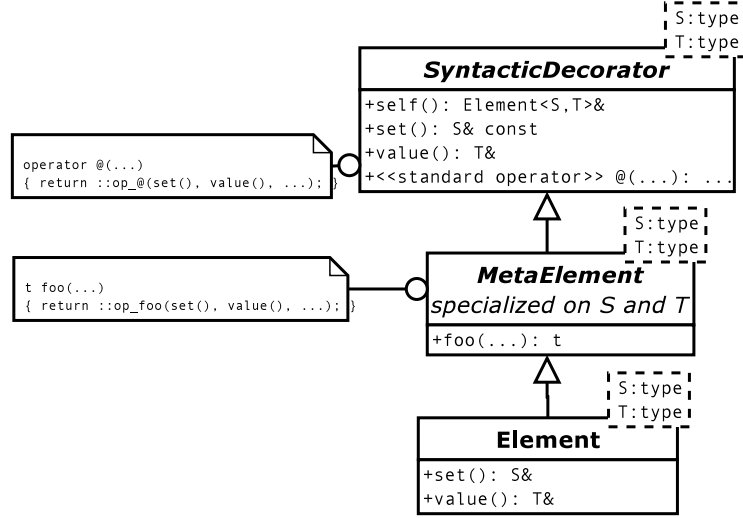 S:type
T:type
SyntacticDecorator
+self(): Element<S,T>&
+set(): S& const
+value(): T&
+<<standard operator>> @(...): ...
operator @(...)
{ return ::op_@(set(), value(), ...); }
S:type
T:type
MetaElement
specialized on S and T
+foo(...): t
t foo(...)
{ return ::op_foo(set(), value(), ...); }
S:type
T:type
Element
+set(): S&
+value(): T&